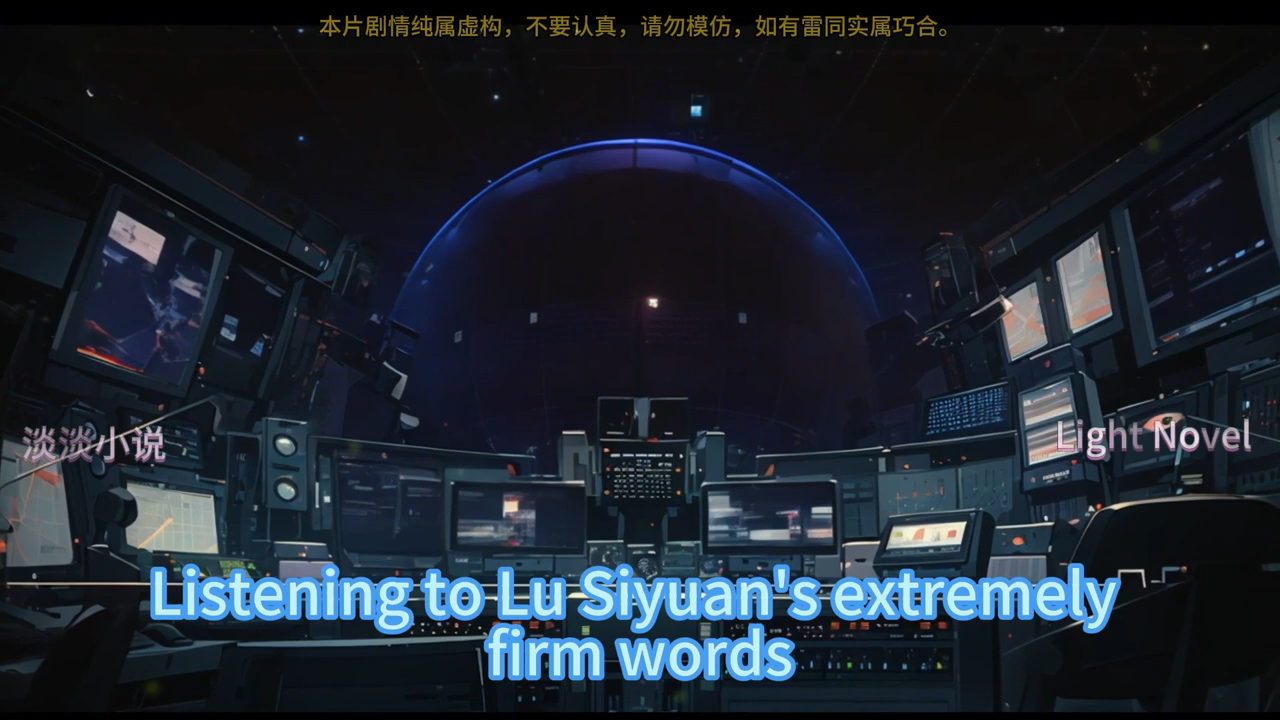 本片剧情纯属虚构，不要认真，请勿模仿，如有雷同实属巧合。
淡淡小说
Light Novel
Listening to Lu Siyuan's extremely
firm words